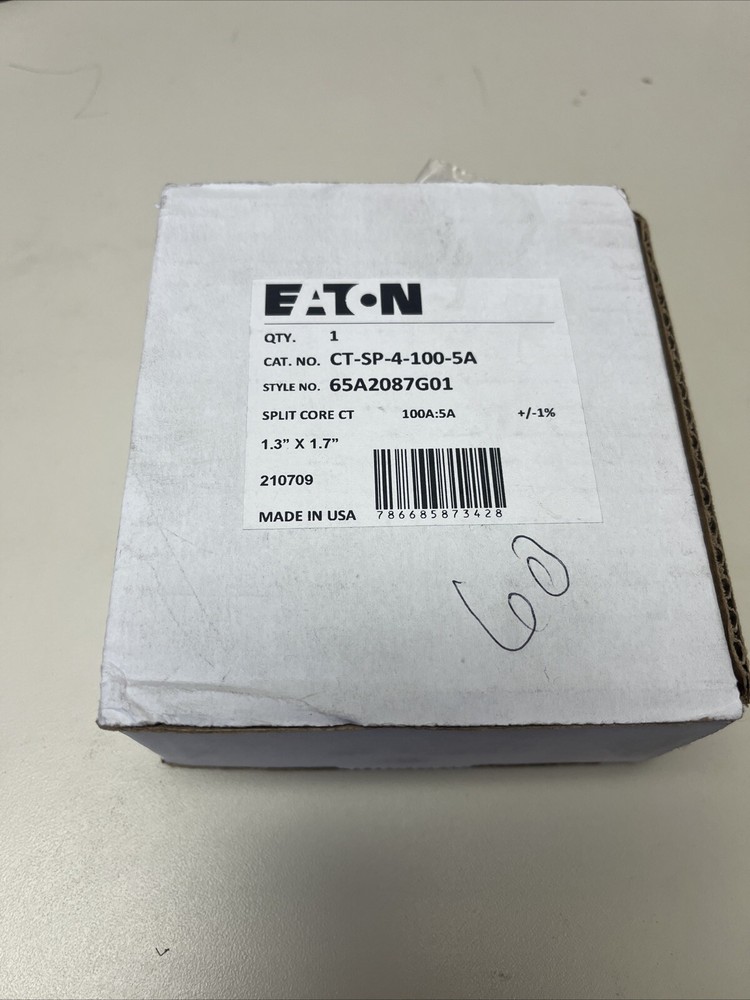 EATON
QTY. 1
CAT. NO. CT-SP-4-100-5A
STYLE NO. 65A2087G01
SPLIT CORE CT 100A:5A +/-1%
1.3” X 1.7”
210709
MADE IN USA 786685873428
60